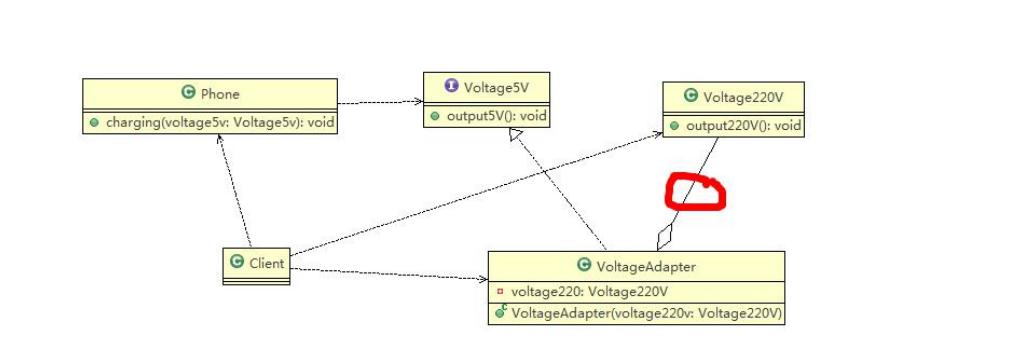 Phone
charging(voltage5v: Voltage5v): void
I Voltage5V
output5V(): void
C Voltage220V
output220V(): void
C Client
C VoltageAdapter
voltage220: Voltage220V
C VoltageAdapter(voltage220v: Voltage220V)